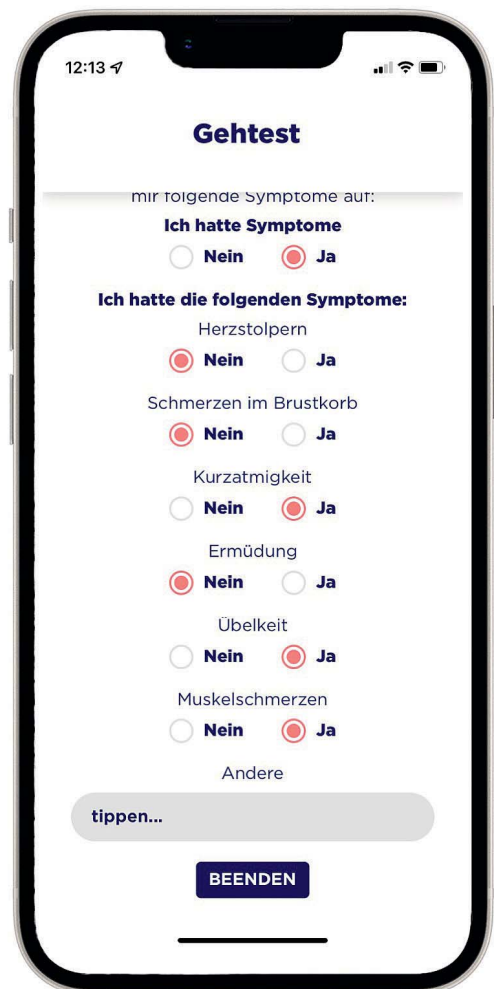 12:13
Gehtest
mir folgende Symptome auf:
Ich hatte Symptome
Nein Ja
Ich hatte die folgenden Symptome:
Herzstolpern
Nein Ja
Schmerzen im Brustkorb
Nein Ja
Kurzatmigkeit
Nein Ja
Ermüdung
Nein Ja
Übelkeit
Nein Ja
Muskelschmerzen
Nein Ja
Andere
tippen...
BEENDEN